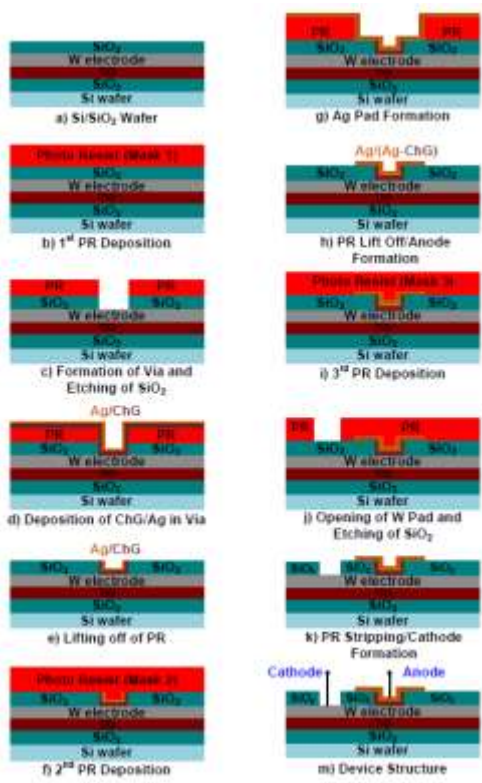 SiO₂
W electrode
SiO₂
Si wafer
a) Si/SiO₂ Wafer
Photo Resist (Mask 1)
SiO₂
W electrode
SiO₂
Si wafer
b) 1st PR Deposition
PR PR
SiO₂ SiO₂
W electrode
SiO₂
Si wafer
c) Formation of Via and
Etching of SiO₂
Ag/ChG
PR PR
SiO₂ SiO₂
W electrode
SiO₂
Si wafer
d) Deposition of ChG/Ag in Via
Ag/ChG
SiO₂ SiO₂
W electrode
SiO₂
Si wafer
e) Lifting off of PR
Photo Resist (Mask 2)
SiO₂ SiO₂
W electrode
SiO₂
Si wafer
f) 2nd PR Deposition
PR PR
SiO₂ SiO₂
W electrode
SiO₂
Si wafer
g) Ag Pad Formation
Ag/(Ag-ChG)
SiO₂ SiO₂
W electrode
SiO₂
Si wafer
h) PR Lift Off/Anode
Formation
Photo Resist (Mask 3)
SiO₂ SiO₂
W electrode
SiO₂
Si wafer
i) 3rd PR Deposition
PR PR
SiO₂ SiO₂
W electrode
SiO₂
Si wafer
j) Opening of W Pad and
Etching of SiO₂
SiO₂ SiO₂ SiO₂
W electrode
SiO₂
Si wafer
k) PR Stripping/Cathode
Formation
Cathode Anode
SiO₂ SiO₂ SiO₂
W electrode
SiO₂
Si wafer
m) Device Structure